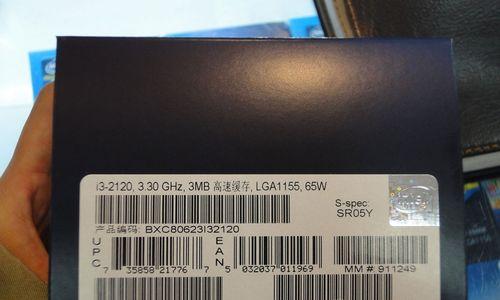 i3-2120, 3.30 GHz, 3MB 高速缓存, LGA1155, 65W
S-spec:
SR05Y
产品编码: BXC80623I32120
UPC
7 35858 21776 7
EAN
5 032037 011969
MM # 911249
intel